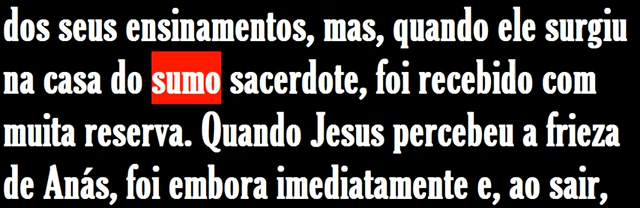 dos seus ensinamentos, mas, quando ele surgiu
na casa do sumo sacerdote, foi recebido com
muita reserva. Quando Jesus percebeu a frieza
de Anás, foi embora imediatamente e, ao sair,